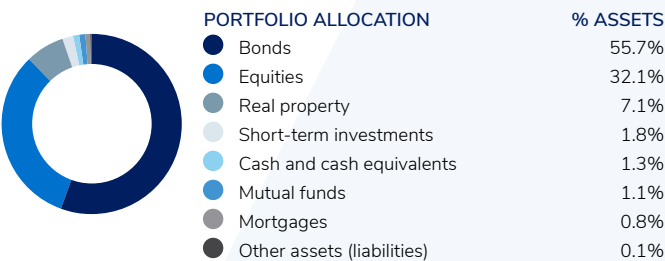 PORTFOLIO ALLOCATION % ASSETS
Bonds 55.7%
Equities 32.1%
Real property 7.1%
Short-term investments 1.8%
Cash and cash equivalents 1.3%
Mutual funds 1.1%
Mortgages 0.8%
Other assets (liabilities) 0.1%